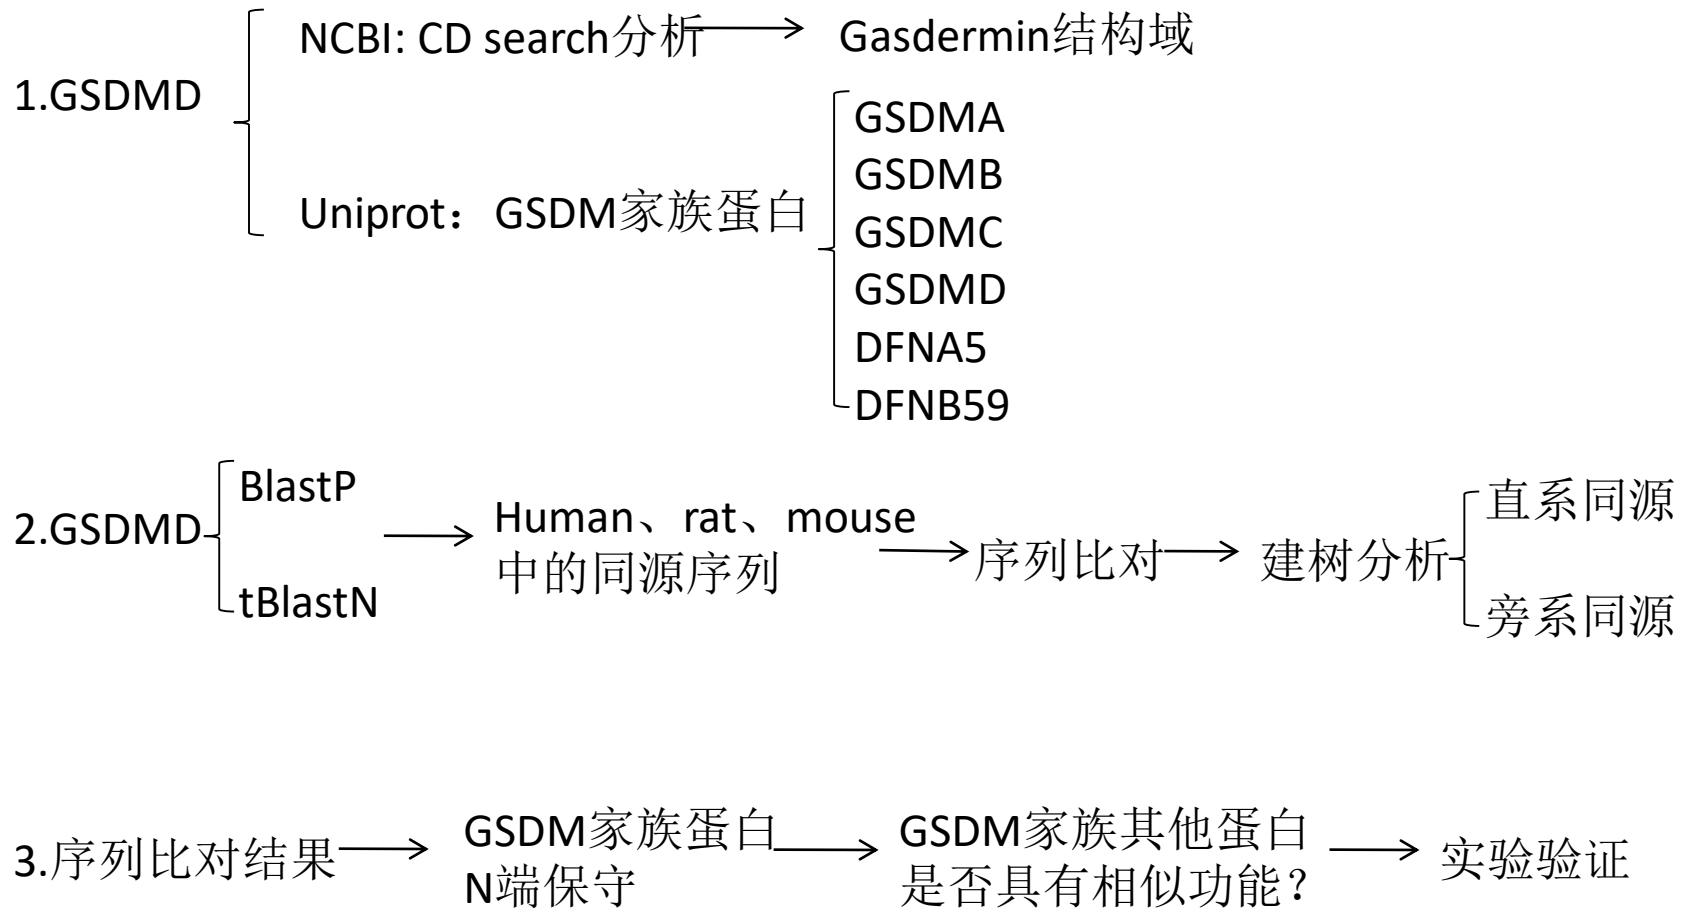 1.GSDMD
NCBI: CD search分析
Gasdermin结构域
Uniprot：GSDM家族蛋白
GSDMA
GSDMB
GSDMC
GSDMD
DFNA5
DFNB59
2.GSDMD
BlastP
tBlastN
Human、rat、mouse
中的同源序列
序列比对
建树分析
直系同源
旁系同源
3.序列比对结果
GSDM家族蛋白
N端保守
GSDM家族其他蛋白
是否具有相似功能？
实验验证